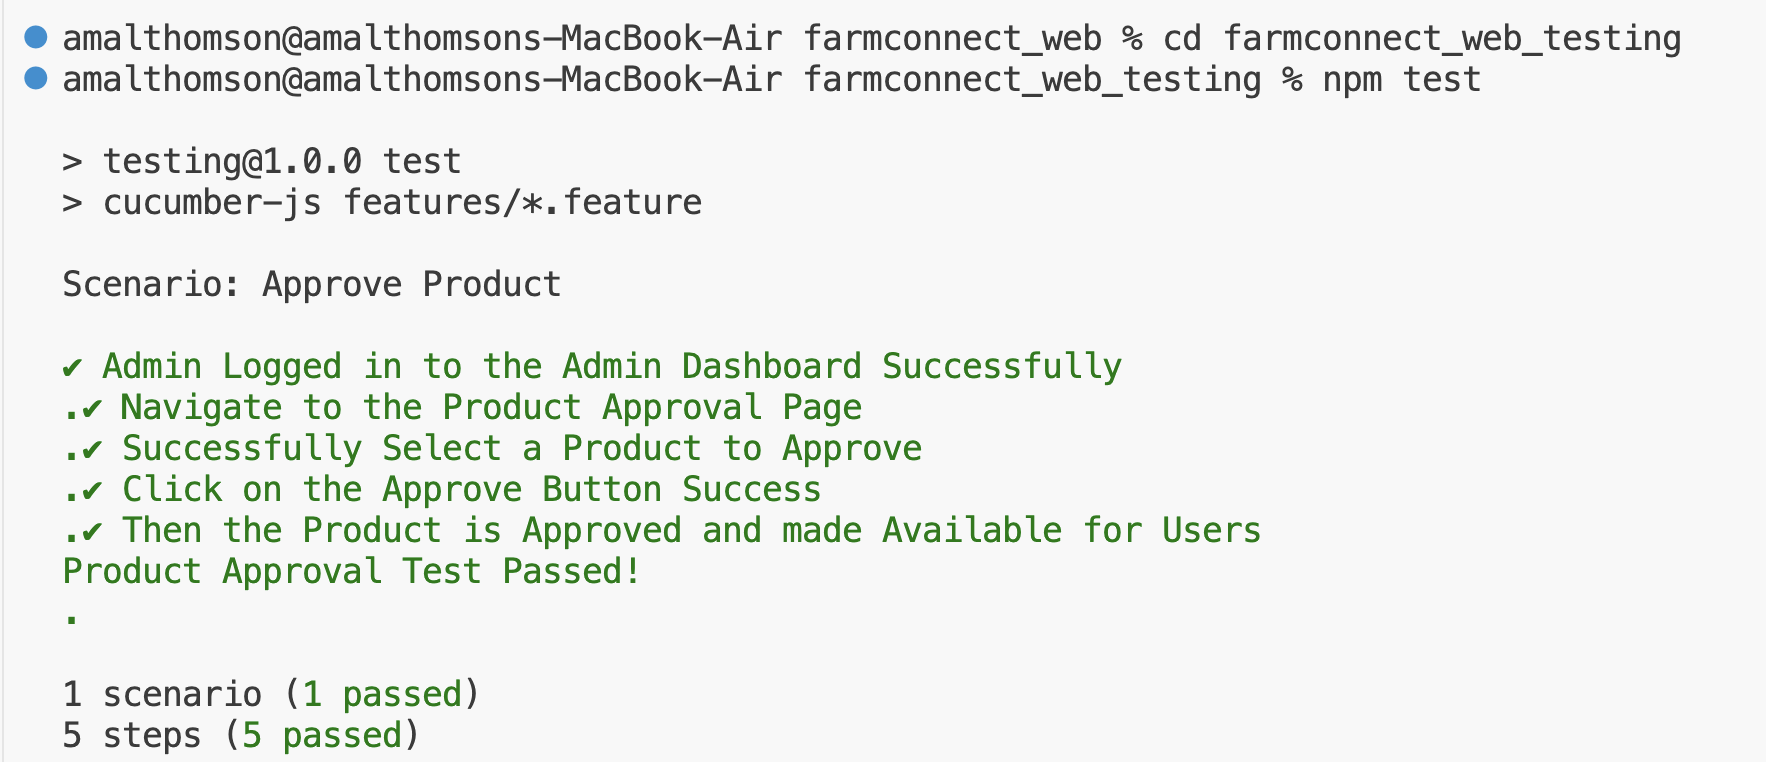 amalthomson@amalthomsons-MacBook-Air farmconnect_web % cd farmconnect_web_testing
amalthomson@amalthomsons-MacBook-Air farmconnect_web_testing % npm test
> testing@1.0.0 test
> cucumber-js features/*.feature
Scenario: Approve Product
✔ Admin Logged in to the Admin Dashboard Successfully
.✔ Navigate to the Product Approval Page
.✔ Successfully Select a Product to Approve
.✔ Click on the Approve Button Success
.✔ Then the Product is Approved and made Available for Users
Product Approval Test Passed!
.
1 scenario (1 passed)
5 steps (5 passed)